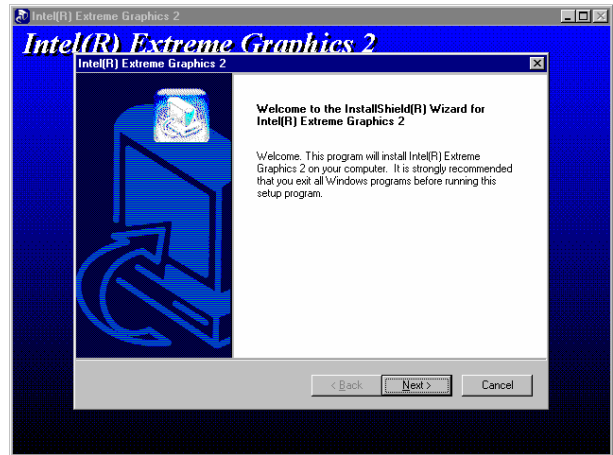 Intel(R) Extreme Graphics 2
Intel(R) Extreme Graphics 2
Intel(R) Extreme Graphics 2
Welcome to the InstallShield(R) Wizard for
Intel(R) Extreme Graphics 2
Welcome. This program will install Intel(R) Extreme
Graphics 2 on your computer. It is strongly recommended
that you exit all Windows programs before running this
setup program.
< Back Next > Cancel